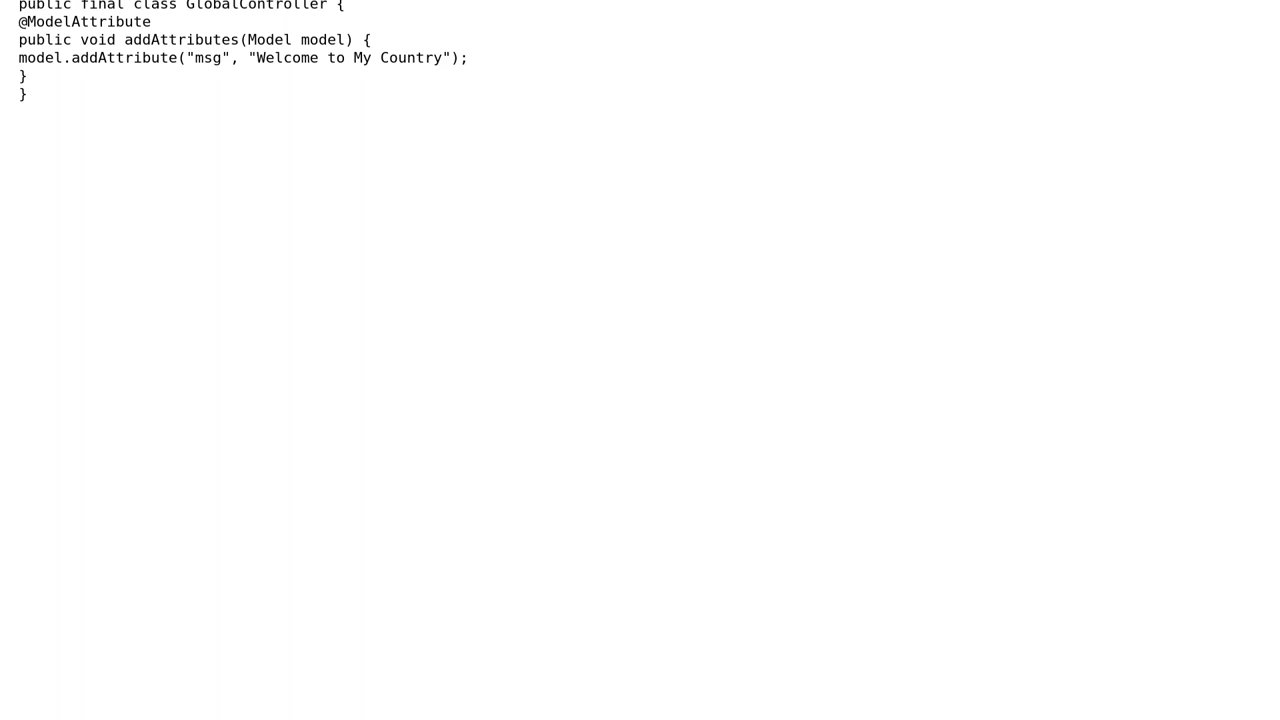 public final class GlobalController {
@ModelAttribute
public void addAttributes(Model model) {
model.addAttribute("msg", "Welcome to My Country");
}
}